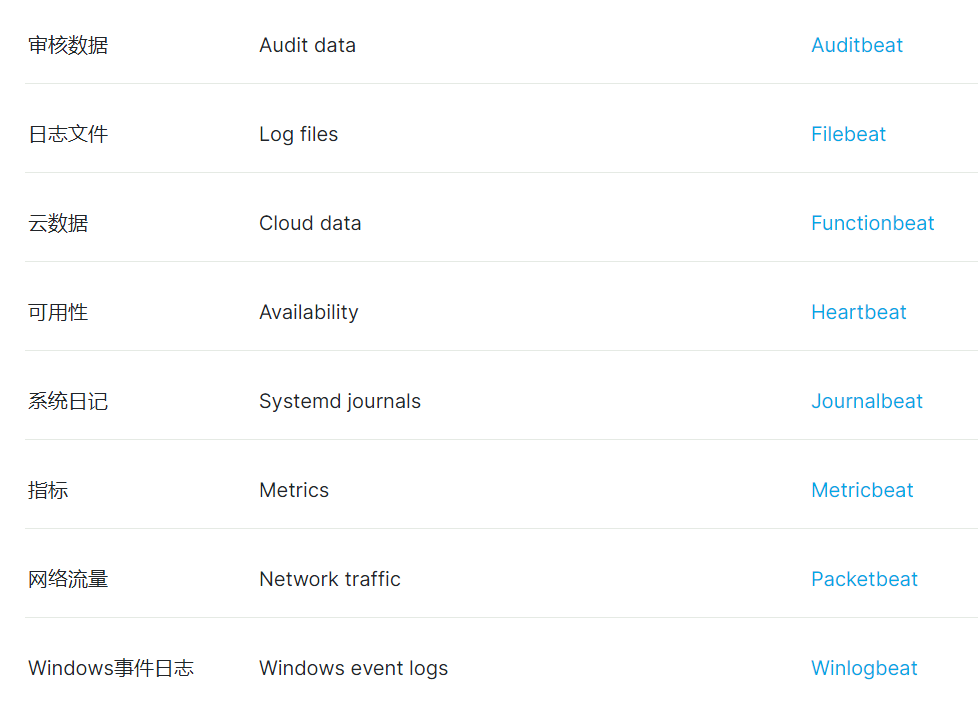 审核数据 Audit data Auditbeat
日志文件 Log files Filebeat
云数据 Cloud data Functionbeat
可用性 Availability Heartbeat
系统日记 Systemd journals Journalbeat
指标 Metrics Metricbeat
网络流量 Network traffic Packetbeat
Windows事件日志 Windows event logs Winlogbeat